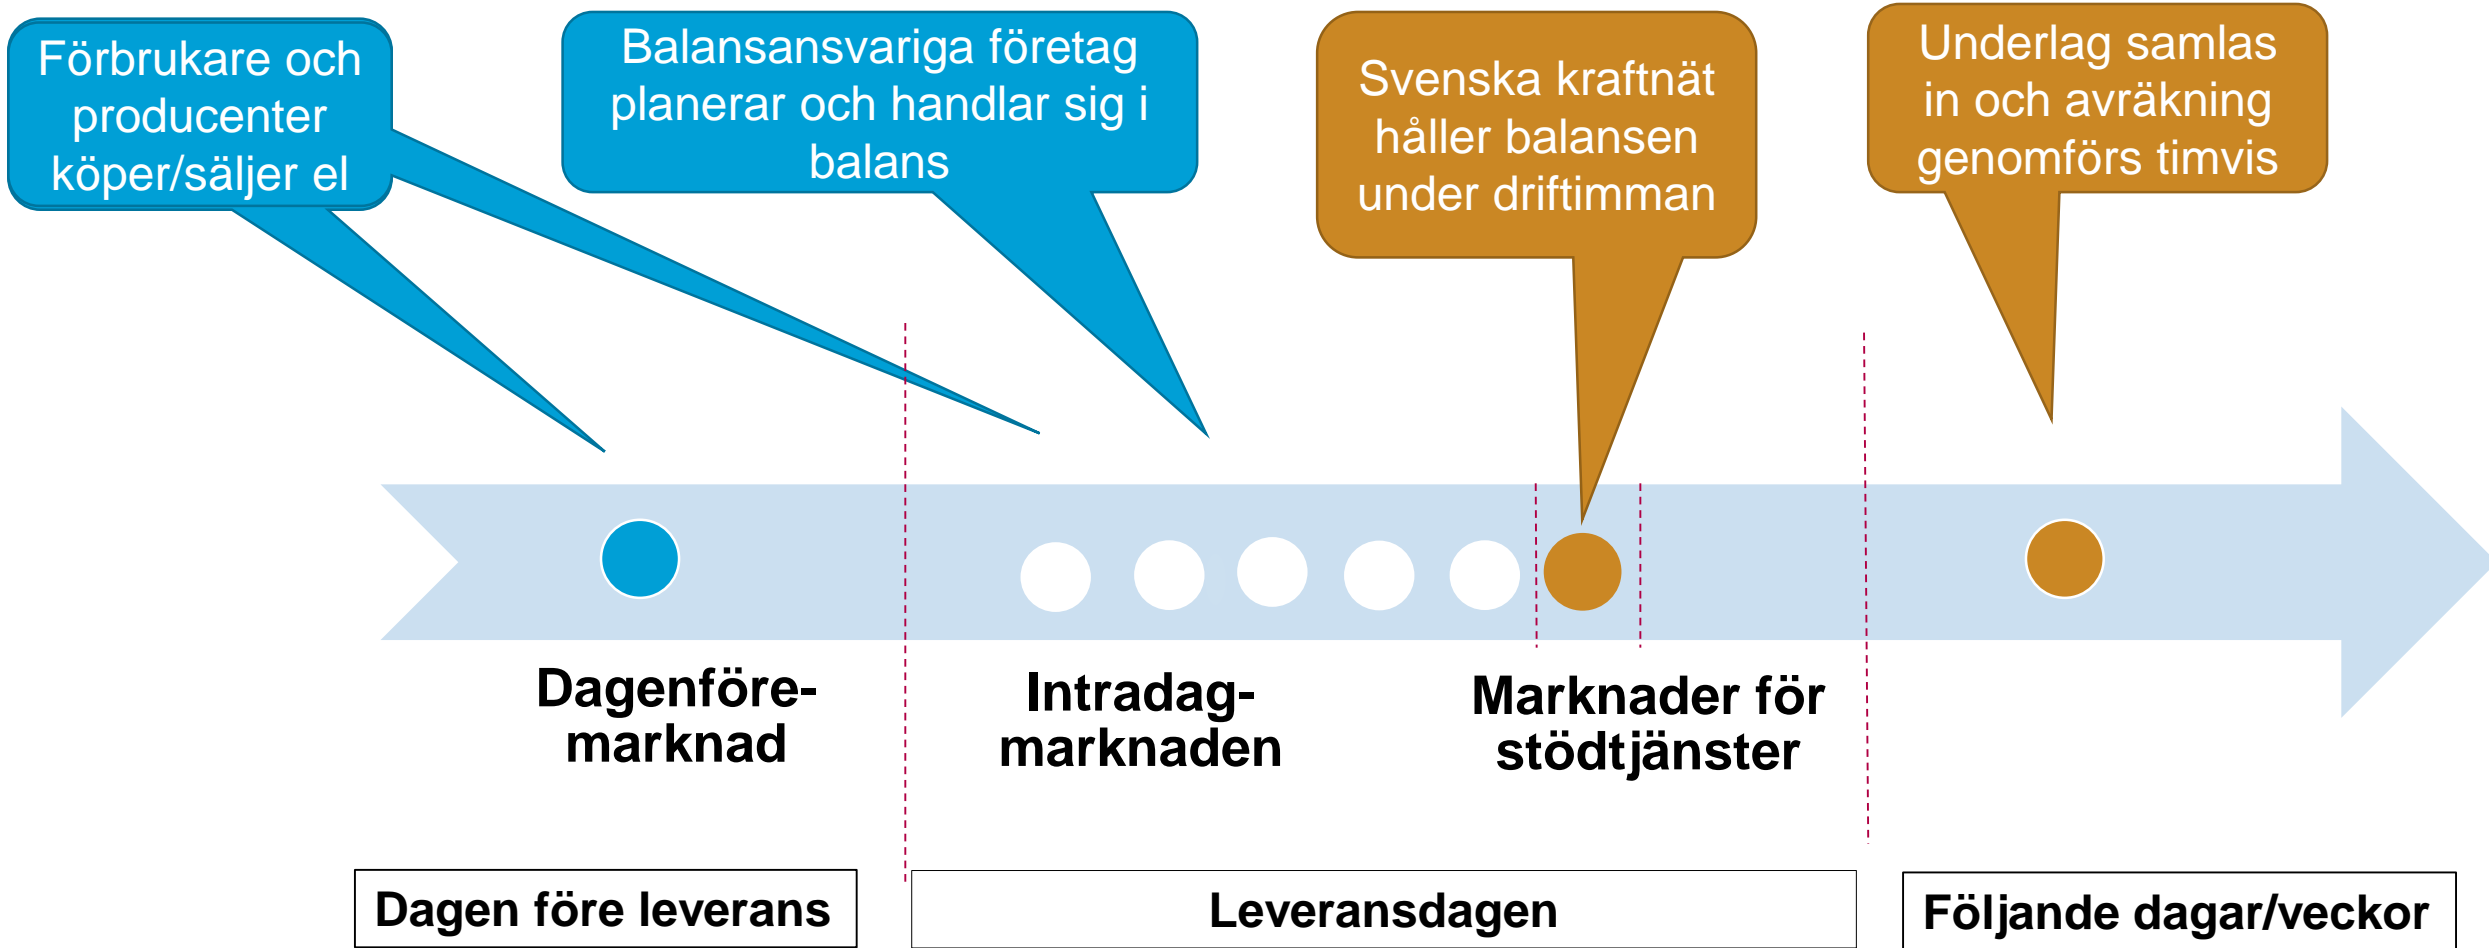 Förbrukare och
producenter
köper/säljer el
Balansansvariga företag
planerar och handlar sig i
balans
Svenska kraftnät
håller balansen
under driftimman
Underlag samlas
in och avräkning
genomförs timvis
Dagenföre-
marknad
Intradag-
marknaden
Marknader för
stödtjänster
Dagen före leverans
Leveransdagen
Följande dagar/veckor